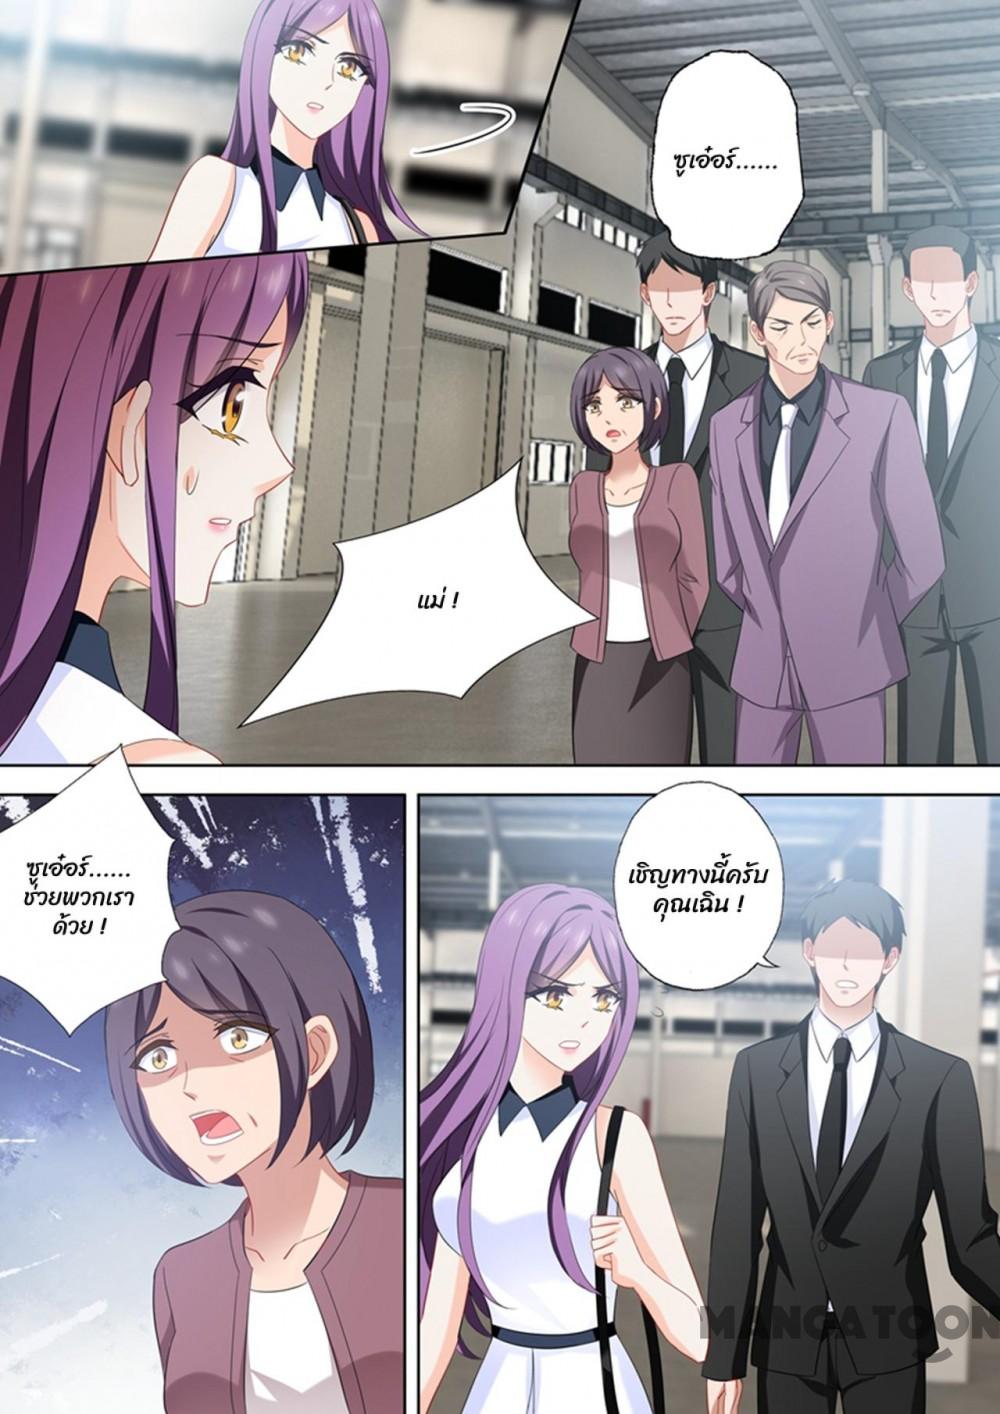 ซูเอ๋อร์......
แม่ !
ซูเอ๋อร์......
ช่วยพวกเรา
ด้วย !
เชิญทางนี้ครับ
คุณเฉิน !
MANGATOON